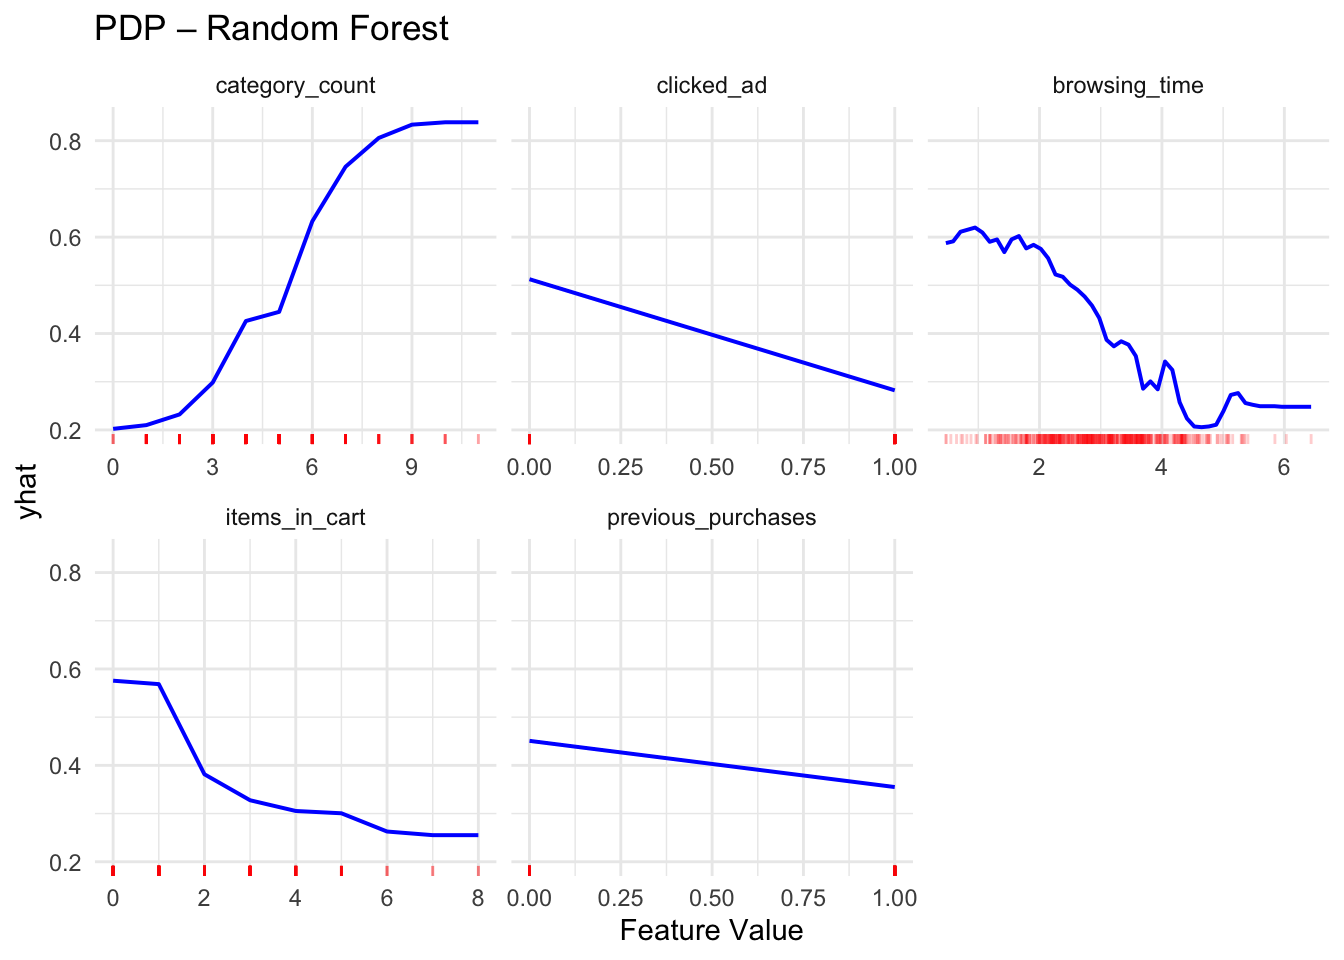 PDP – Random Forest
category_count
clicked_ad
browsing_time
0.8
0.6
0.4
0.2
0 3 6 9
0.00 0.25 0.50 0.75 1.00
2 4 6
yhat
items_in_cart
previous_purchases
0.8
0.6
0.4
0.2
0 2 4 6 8
0.00 0.25 0.50 0.75 1.00
Feature Value